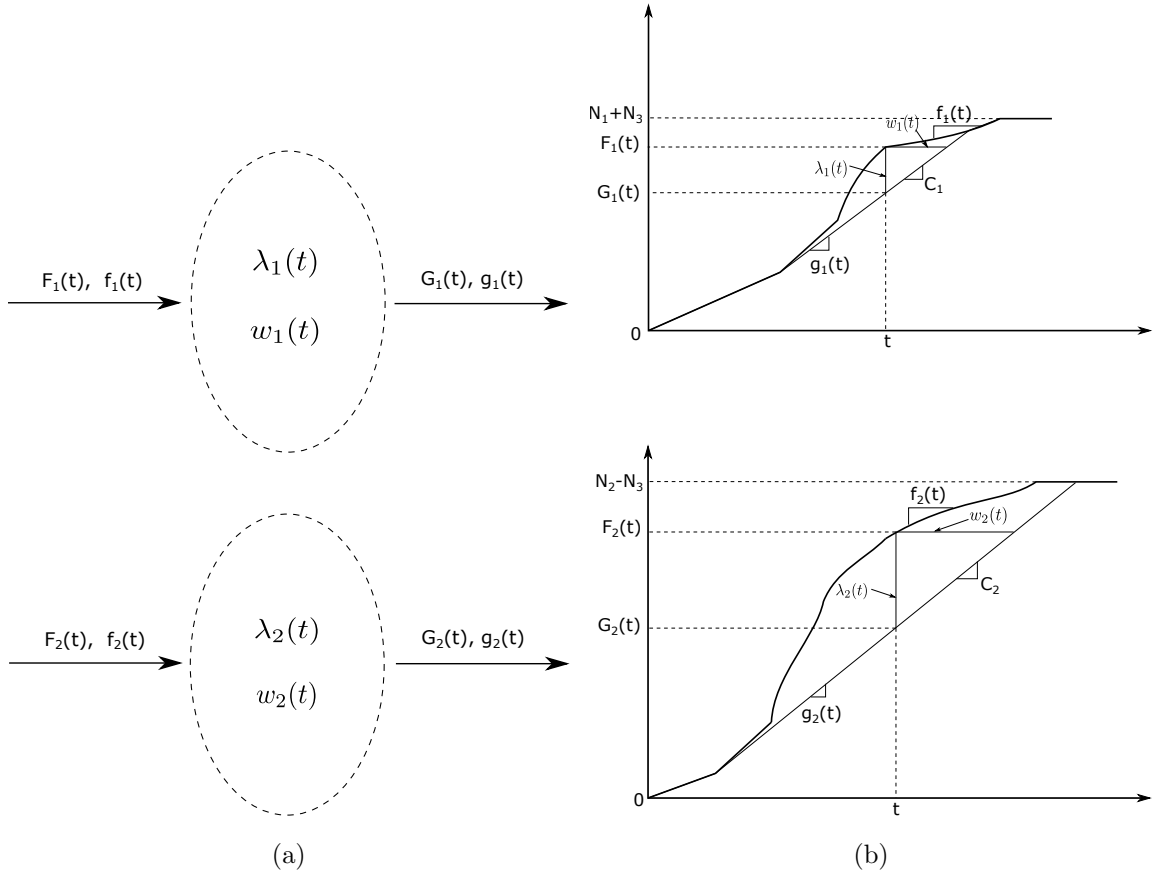 F₁(t), f₁(t)
λ₁(t)
w₁(t)
G₁(t), g₁(t)
F₂(t), f₂(t)
λ₂(t)
w₂(t)
G₂(t), g₂(t)
(a)
N₁+N₃
f₁(t)
w₁(t)
F₁(t)
λ₁(t)
G₁(t)
C₁
g₁(t)
0
t
N₂-N₃
f₂(t)
w₂(t)
F₂(t)
λ₂(t)
C₂
G₂(t)
g₂(t)
0
t
(b)